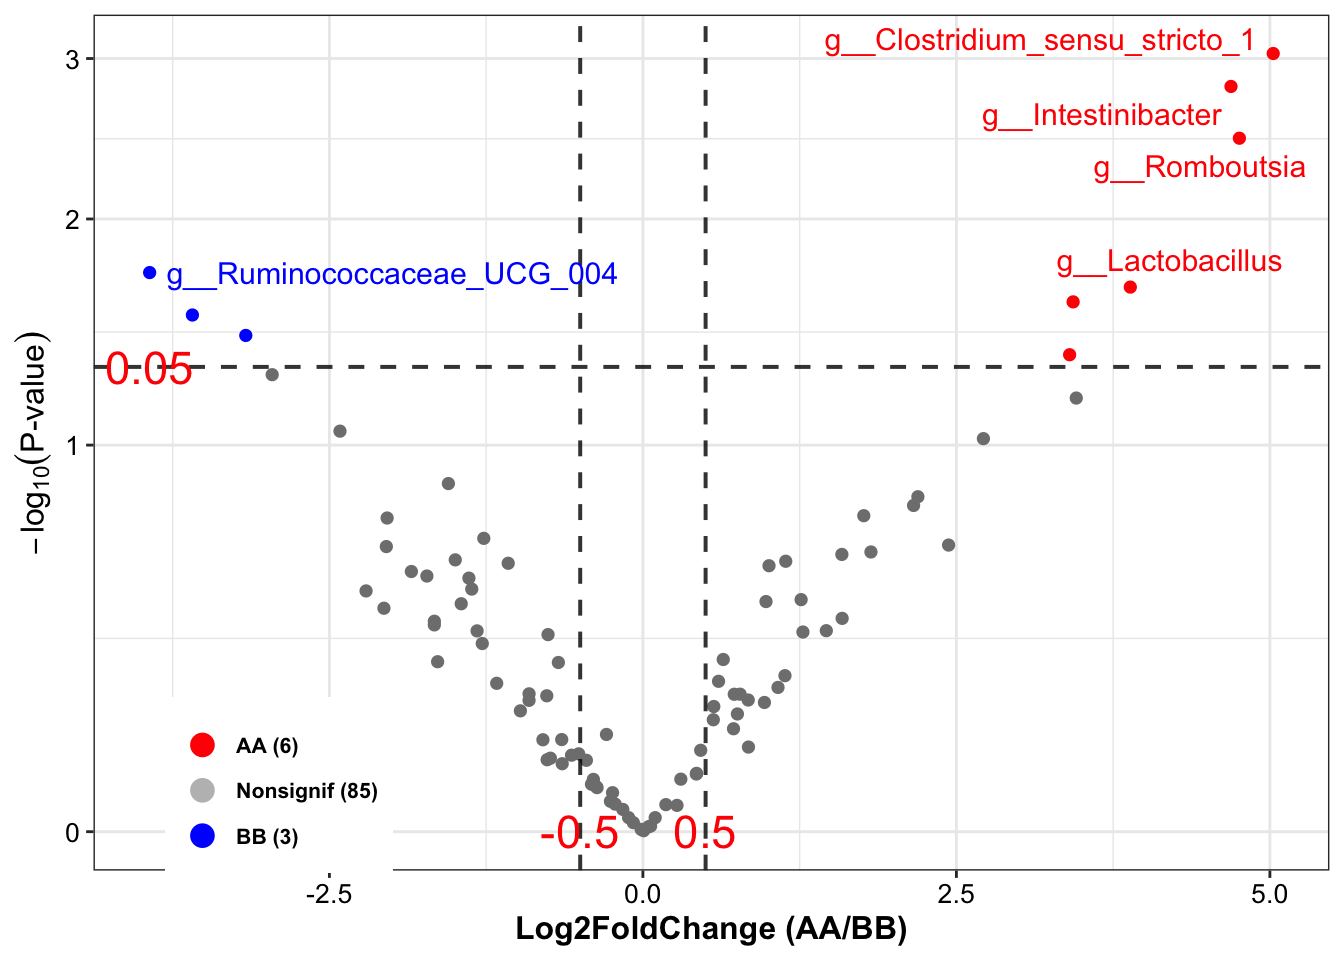 g__Clostridium_sensu_stricto_1
g__Intestinibacter
g__Romboutsia
g__Ruminococcaceae_UCG_004
g__Lactobacillus
3
2
1
0
−log10(P-value)
0.05
-0.5
0.5
AA (6)
Nonsignif (85)
BB (3)
-2.5
0.0
2.5
5.0
Log2FoldChange (AA/BB)